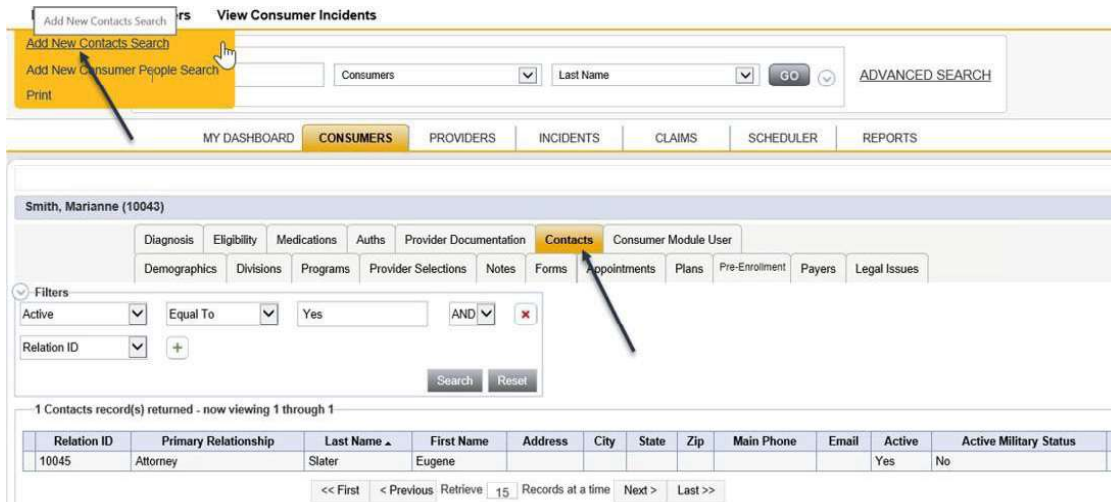 rs View Consumer Incidents
Add New Contacts Search
Add New Contacts Search
Add New Consumer People Search
Print
Consumers Last Name GO ADVANCED SEARCH
MY DASHBOARD CONSUMERS PROVIDERS INCIDENTS CLAIMS SCHEDULER REPORTS
Smith, Marianne (10043)
Diagnosis Eligibility Medications Auths Provider Documentation Contacts Consumer Module User
Demographics Divisions Programs Provider Selections Notes Forms Appointments Plans Pre-Enrollment Payers Legal Issues
Filters
Active Equal To Yes AND
Relation ID
Search Reset
1 Contacts record(s) returned - now viewing 1 through 1
Relation ID Primary Relationship Last Name First Name Address City State Zip Main Phone Email Active Active Military Status
10045 Attorney Slater Eugene Yes No
<< First < Previous Retrieve 15 Records at a time Next > Last >>